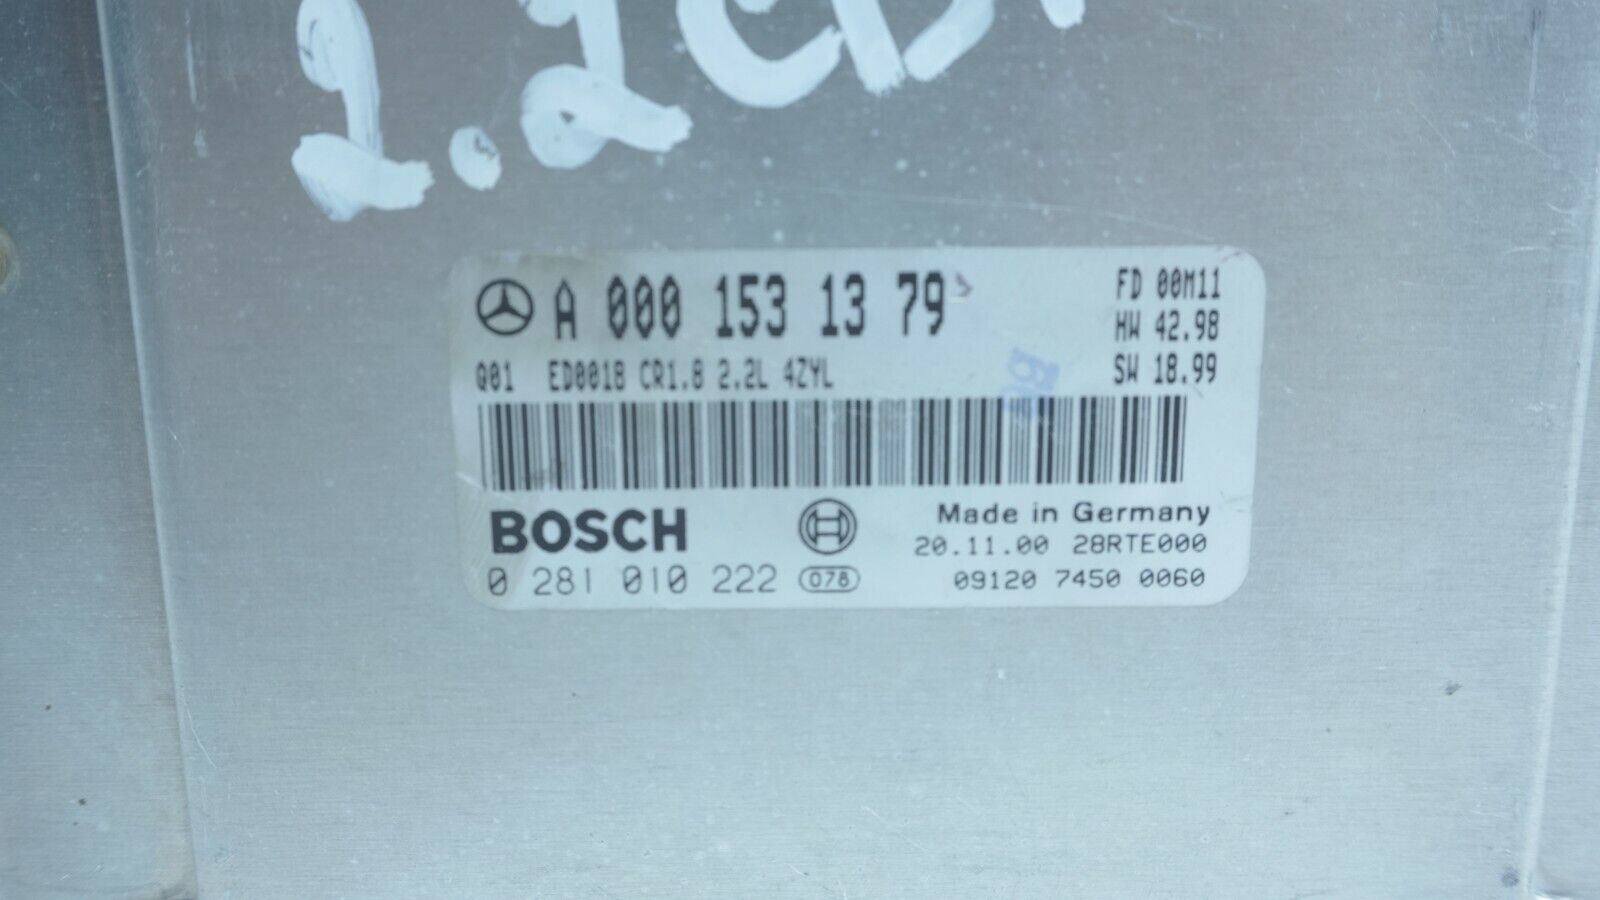 2.2CDI
A 000 153 13 79
FD 00M11
HW 42.98
Q01 ED001B CR1.8 2.2L 4ZYL
SW 18.99
BOSCH
Made in Germany
20.11.00 28RTE000
0 281 010 222 078
09120 7450 0060